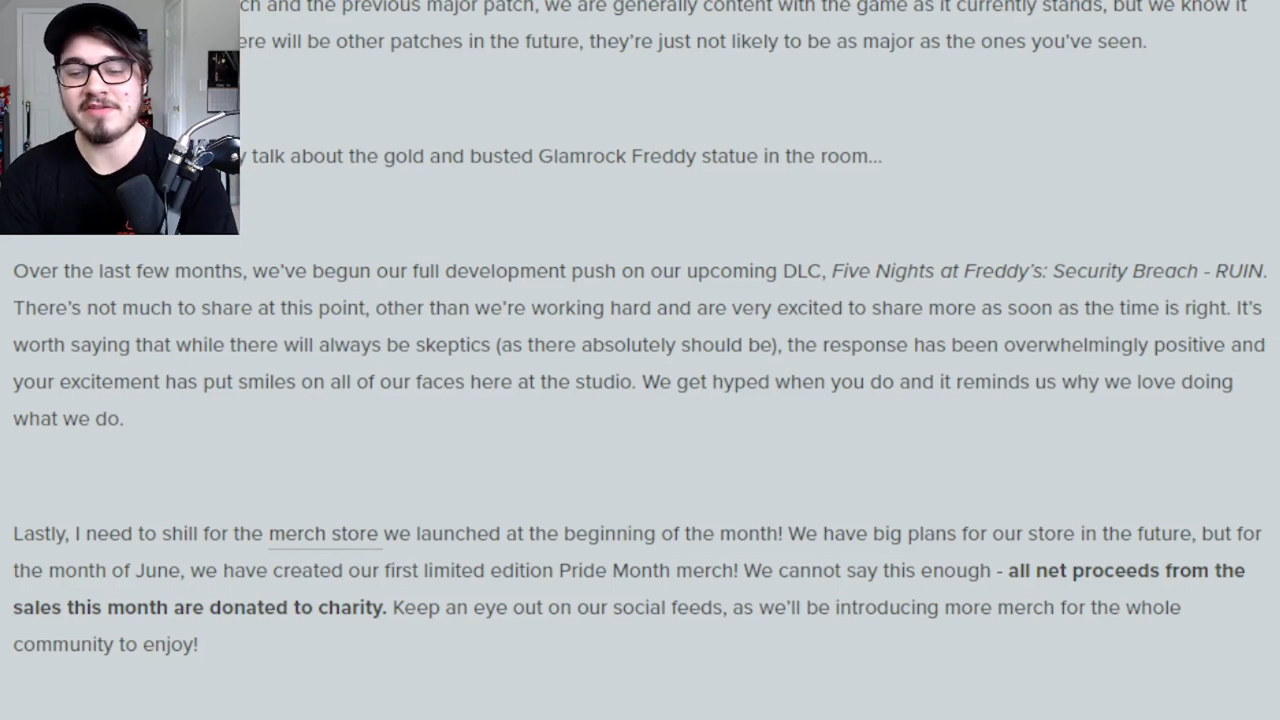 ch and the previous major patch, we are generally content with the game as it currently stands, but we know it
ere will be other patches in the future, they’re just not likely to be as major as the ones you’ve seen.
y talk about the gold and busted Glamrock Freddy statue in the room...
Over the last few months, we’ve begun our full development push on our upcoming DLC, Five Nights at Freddy’s: Security Breach - RUIN.
There’s not much to share at this point, other than we’re working hard and are very excited to share more as soon as the time is right. It’s
worth saying that while there will always be skeptics (as there absolutely should be), the response has been overwhelmingly positive and
your excitement has put smiles on all of our faces here at the studio. We get hyped when you do and it reminds us why we love doing
what we do.
Lastly, I need to shill for the merch store we launched at the beginning of the month! We have big plans for our store in the future, but for
the month of June, we have created our first limited edition Pride Month merch! We cannot say this enough - all net proceeds from the
sales this month are donated to charity. Keep an eye out on our social feeds, as we’ll be introducing more merch for the whole
community to enjoy!